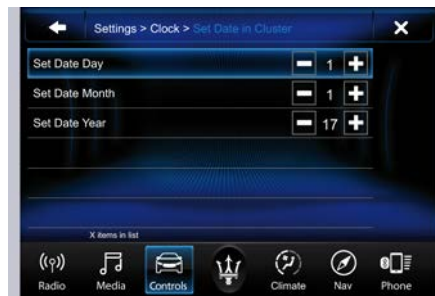 Settings > Clock > Set Date in Cluster
Set Date Day 1
Set Date Month 1
Set Date Year 17
X items in list
Radio Media Controls Climate Nav Phone